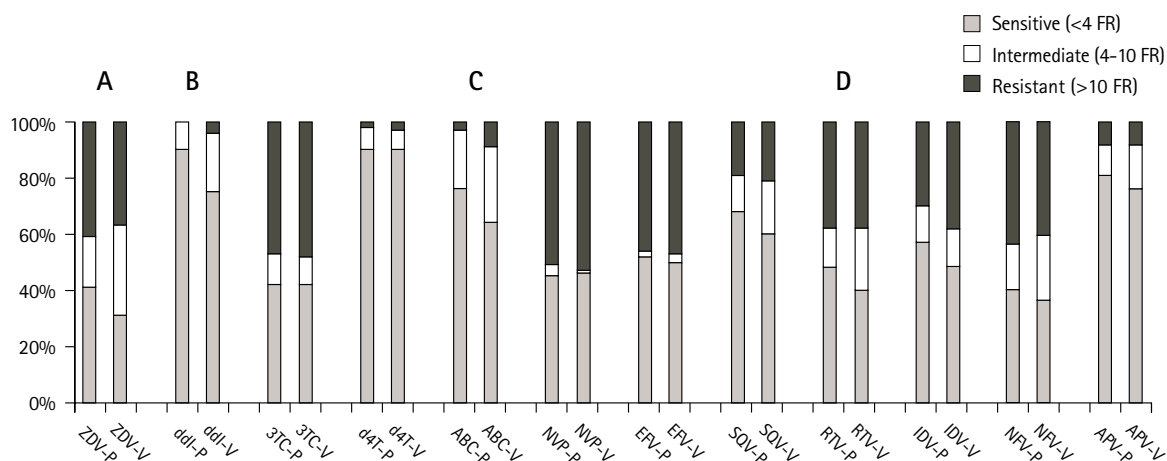 Sensitive (<4 FR)
Intermediate (4-10 FR)
Resistant (>10 FR)
A B C D
100%
80%
60%
40%
20%
0%
ZDV-P ZDV-V ddI-P ddI-V 3TC-P 3TC-V d4T-P d4T-V ABC-P ABC-V NVP-P NVP-V EFV-P EFV-V SQV-P SQV-V RTV-P RTV-V IDV-P IDV-V NFV-P NFV-V APV-P APV-V